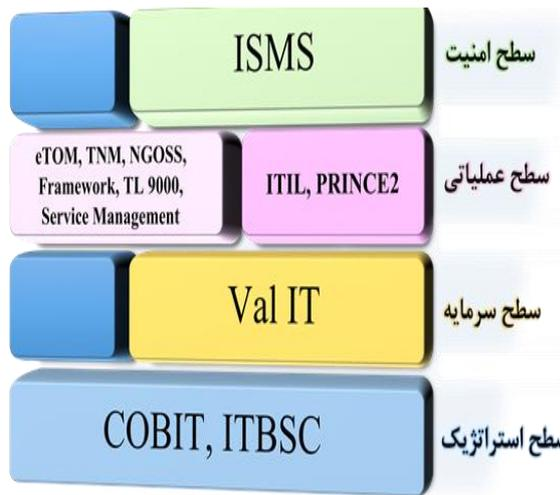 ISMS
سطح امنیت
eTOM, TNM, NGOSS,
Framework, TL 9000,
Service Management
ITIL, PRINCE2
سطح عملیاتی
Val IT
سطح سرمایه
COBIT, ITBSC
سطح استراتژیک